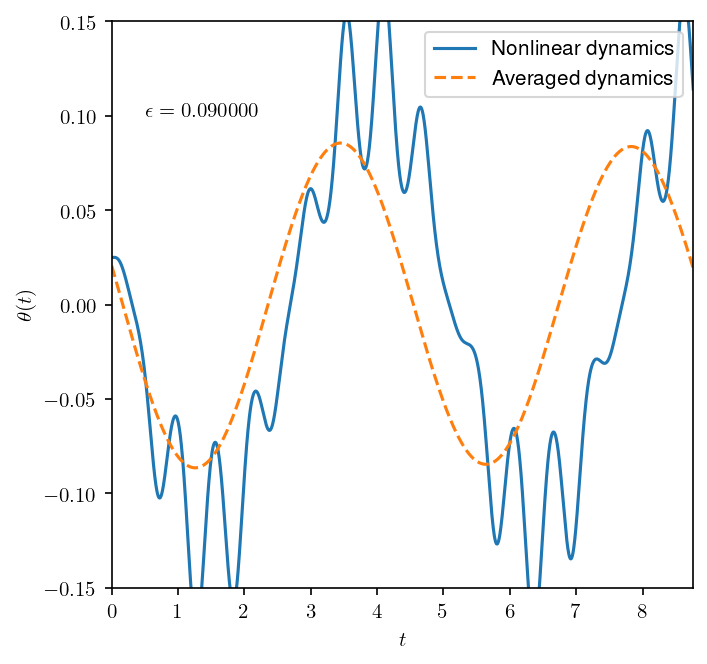 0.15
0.10
0.05
0.00
−0.05
−0.10
−0.15
θ(t)
ϵ = 0.090000
Nonlinear dynamics
Averaged dynamics
0 1 2 3 4 5 6 7 8
t